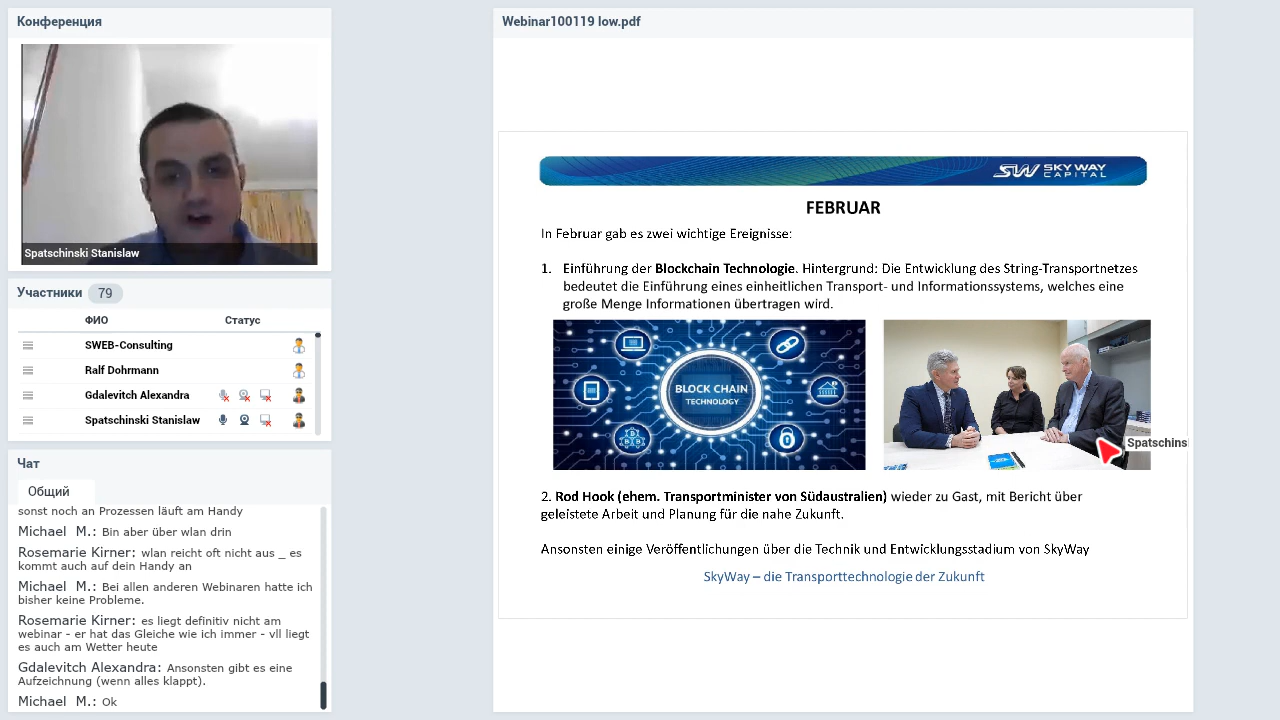 Конференция
Spatschinski Stanislaw
Участники 79
ФИО Статус
SWEB-Consulting
Ralf Dohrmann
Gdalevitch Alexandra
Spatschinski Stanislaw
Чат
Общий
sonst noch an Prozessen läuft am Handy
Michael M.: Bin aber über wlan drin
Rosemarie Kirner: wlan reicht oft nicht aus _ es
kommt auch auf dein Handy an
Michael M.: Bei allen anderen Webinaren hatte ich
bisher keine Probleme.
Rosemarie Kirner: es liegt definitiv nicht am
webinar - er hat das Gleiche wie ich immer - vll liegt
es auch am Wetter heute
Gdalevitch Alexandra: Ansonsten gibt es eine
Aufzeichnung (wenn alles klappt).
Michael M.: Ok
Webinar100119 low.pdf
SW SKY WAY
CAPITAL
FEBRUAR
In Februar gab es zwei wichtige Ereignisse:
1. Einführung der Blockchain Technologie. Hintergrund: Die Entwicklung des String-Transportnetzes
bedeutet die Einführung eines einheitlichen Transport- und Informationssystems, welches eine
große Menge Informationen übertragen wird.
BLOCK CHAIN
TECHNOLOGY
Spatschins
2. Rod Hook (ehem. Transportminister von Südaustralien) wieder zu Gast, mit Bericht über
geleistete Arbeit und Planung für die nahe Zukunft.
Ansonsten einige Veröffentlichungen über die Technik und Entwicklungsstadium von SkyWay
SkyWay – die Transporttechnologie der Zukunft